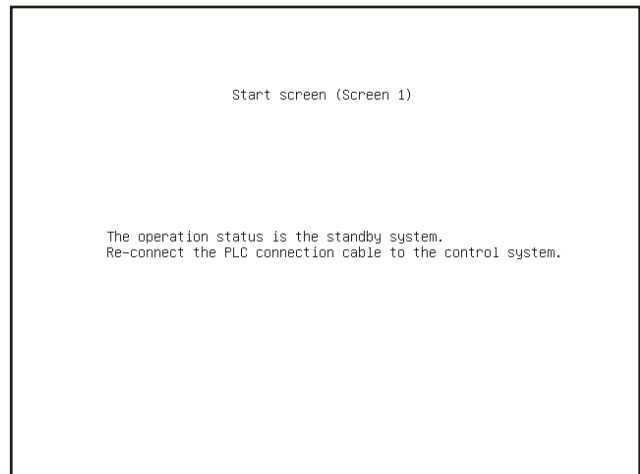 Start screen (Screen 1)
The operation status is the standby system.
Re-connect the PLC connection cable to the control system.